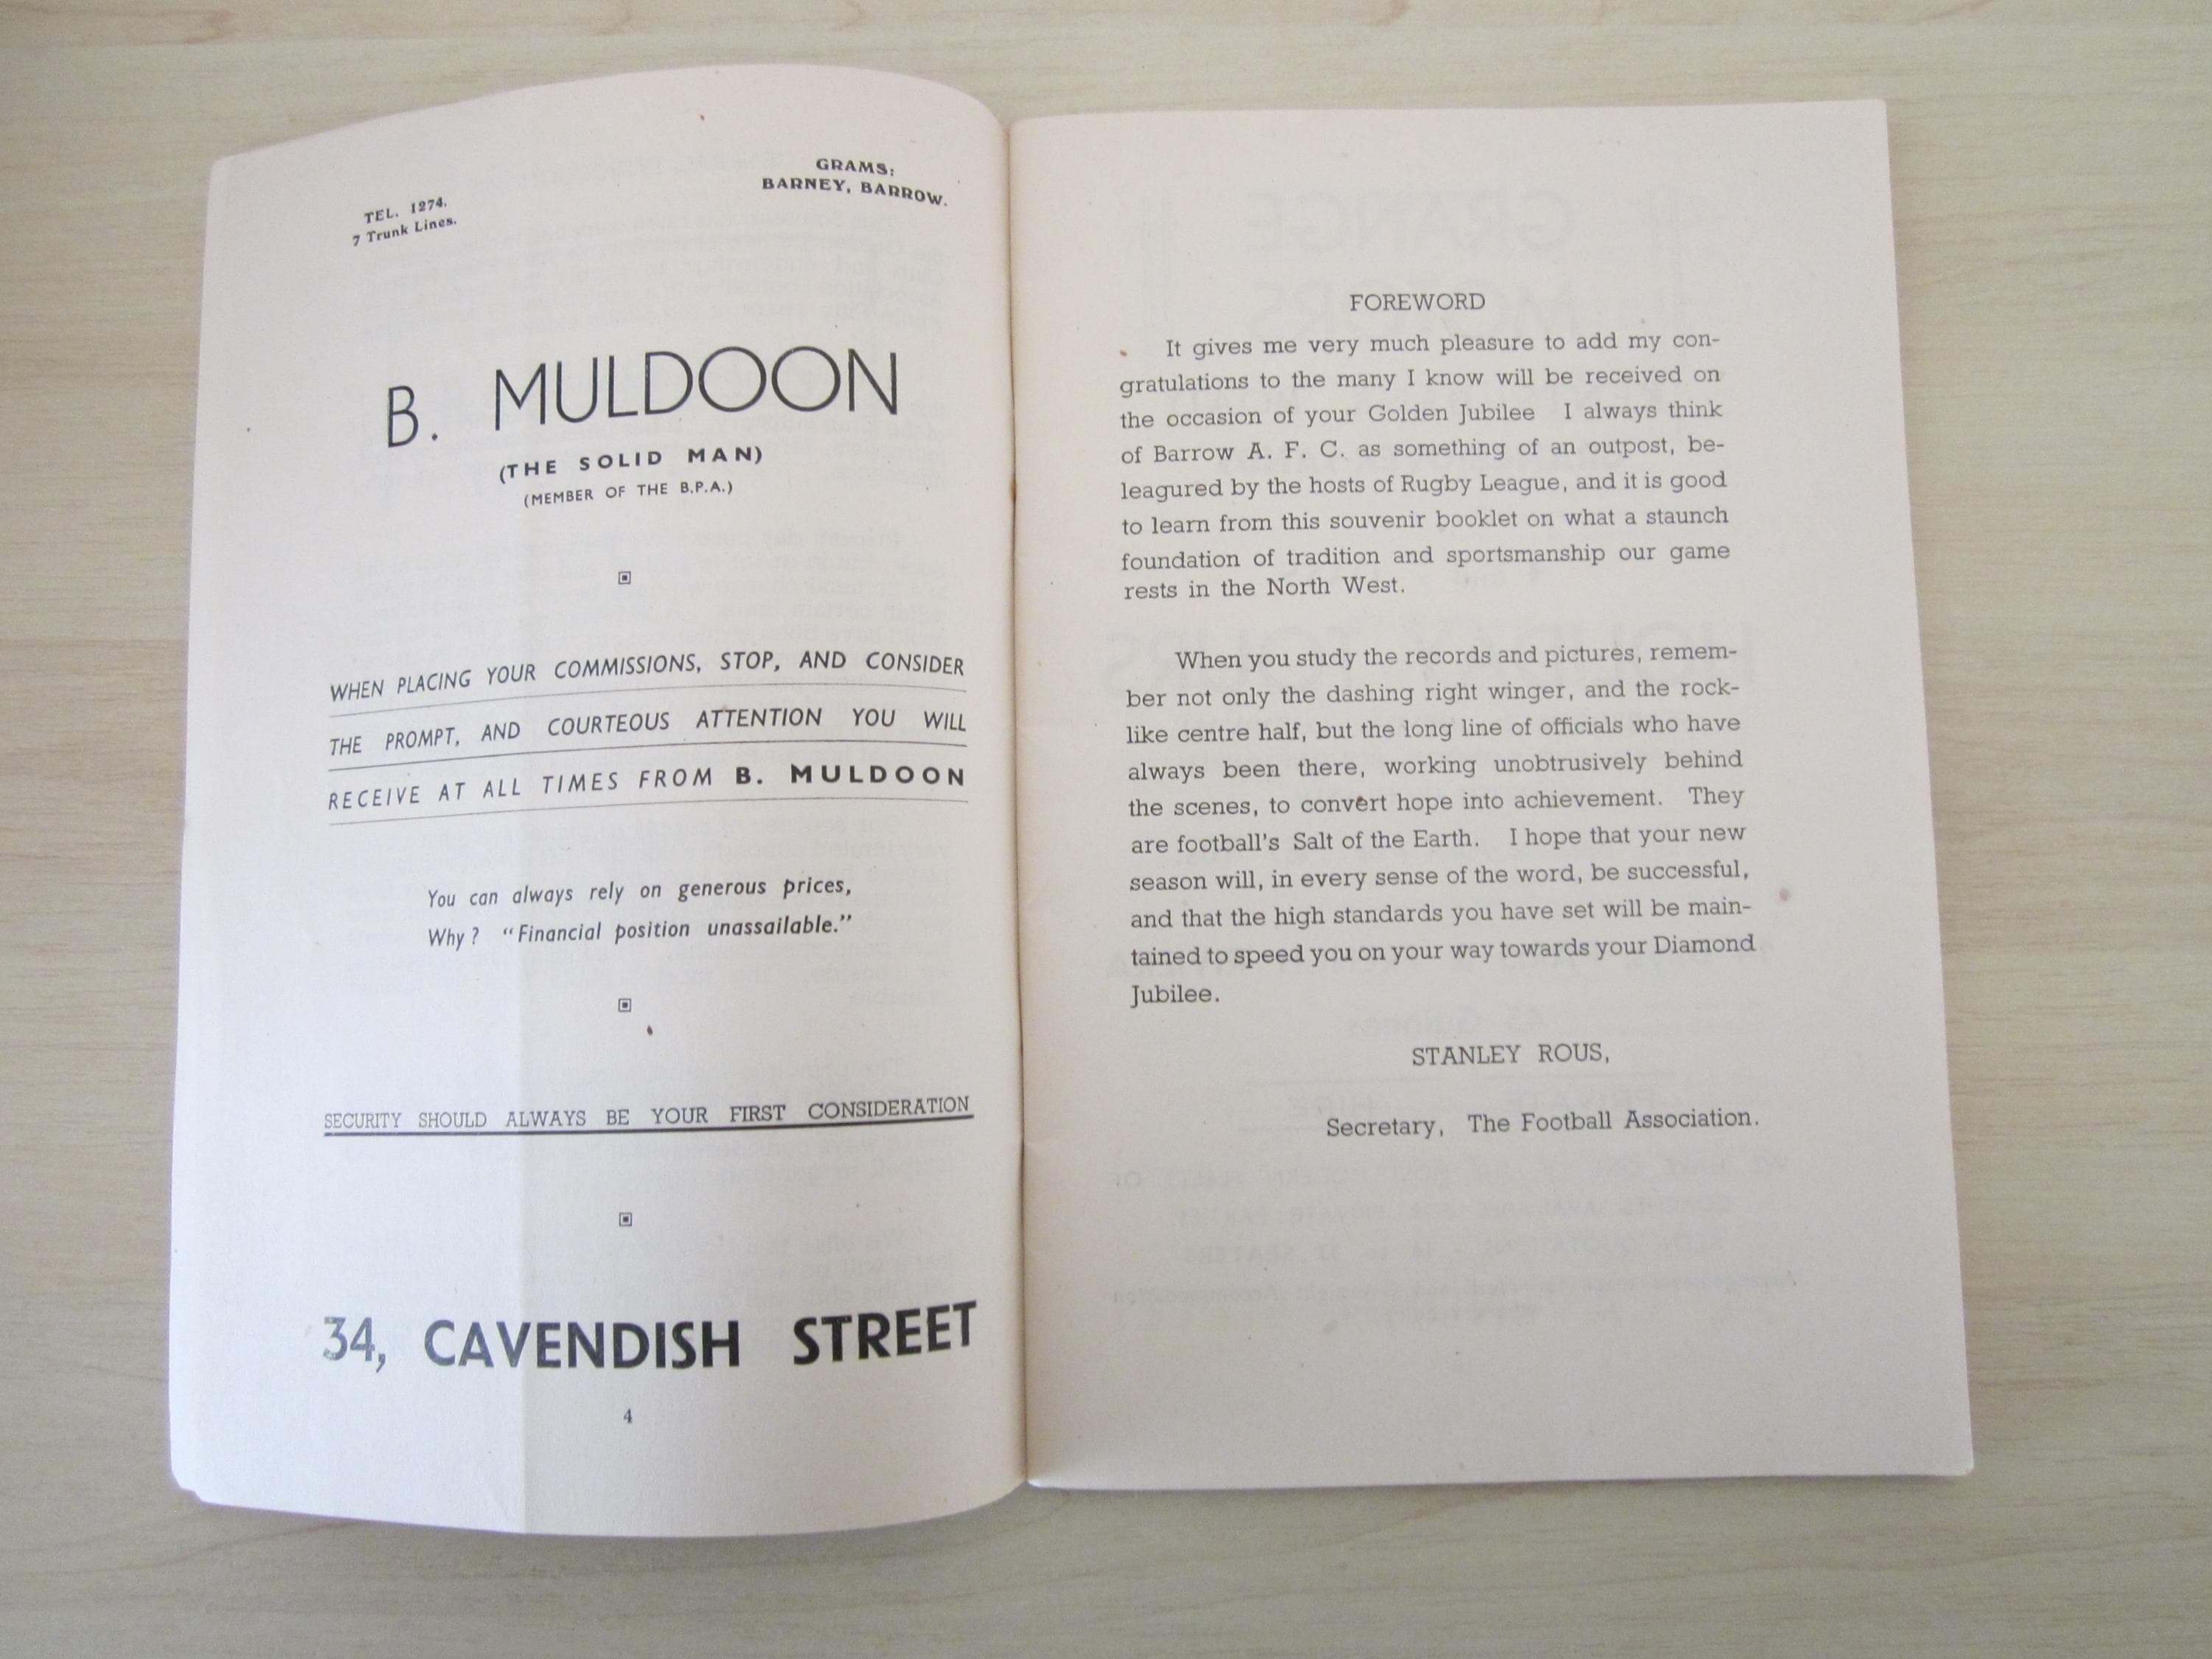 TEL. 1274.
7 Trunk Lines.
GRAMS:
BARNEY, BARROW.
B. MULDOON
(THE SOLID MAN)
(MEMBER OF THE B.P.A.)
WHEN PLACING YOUR COMMISSIONS, STOP, AND CONSIDER
THE PROMPT, AND COURTEOUS ATTENTION YOU WILL
RECEIVE AT ALL TIMES FROM B. MULDOON
You can always rely on generous prices,
Why? "Financial position unassailable."
SECURITY SHOULD ALWAYS BE YOUR FIRST CONSIDERATION
34, CAVENDISH STREET
4
FOREWORD
It gives me very much pleasure to add my con-
gratulations to the many I know will be received on
the occasion of your Golden Jubilee I always think
of Barrow A. F. C. as something of an outpost, be-
leagured by the hosts of Rugby League, and it is good
to learn from this souvenir booklet on what a staunch
foundation of tradition and sportsmanship our game
rests in the North West.
When you study the records and pictures, remem-
ber not only the dashing right winger, and the rock-
like centre half, but the long line of officials who have
always been there, working unobtrusively behind
the scenes, to convert hope into achievement. They
are football's Salt of the Earth. I hope that your new
season will, in every sense of the word, be successful,
and that the high standards you have set will be main-
tained to speed you on your way towards your Diamond
Jubilee.
STANLEY ROUS,
Secretary, The Football Association.